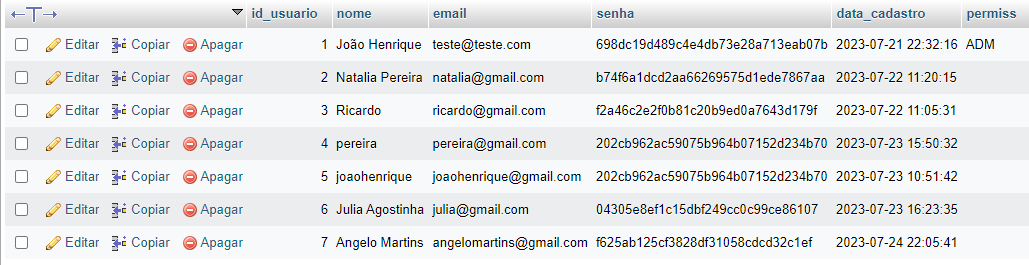 id_usuario nome email senha data_cadastro permiss
Editar Copiar Apagar 1 João Henrique teste@teste.com 698dc19d489c4e4db73e28a713eab07b 2023-07-21 22:32:16 ADM
Editar Copiar Apagar 2 Natalia Pereira natalia@gmail.com b74f6a1dcd2aa66269575d1ede7867aa 2023-07-22 11:20:15
Editar Copiar Apagar 3 Ricardo ricardo@gmail.com f2a46c2e2f0b81c20b9ed0a7643d179f 2023-07-22 11:05:31
Editar Copiar Apagar 4 pereira pereira@gmail.com 202cb962ac59075b964b07152d234b70 2023-07-23 15:50:32
Editar Copiar Apagar 5 joaohenrique joaohenrique@gmail.com 202cb962ac59075b964b07152d234b70 2023-07-23 10:51:42
Editar Copiar Apagar 6 Julia Agostinha julia@gmail.com 04305e8ef1c15dbf249cc0c99ce86107 2023-07-23 16:23:35
Editar Copiar Apagar 7 Angelo Martins angelomartins@gmail.com f625ab125cf3828df31058cdcd32c1ef 2023-07-24 22:05:41